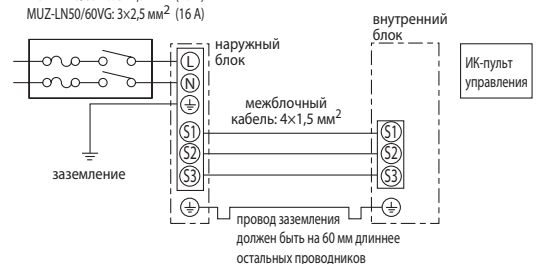 MUZ-LN50/60VG: 3×2,5 мм² (16 А)
внутренний
блок
наружный
блок
ИК-пульт
управления
L
N
межблочный
кабель: 4×1,5 мм²
S1
S1
S2
S2
S3
S3
заземление
провод заземления
должен быть на 60 мм длиннее
остальных проводников